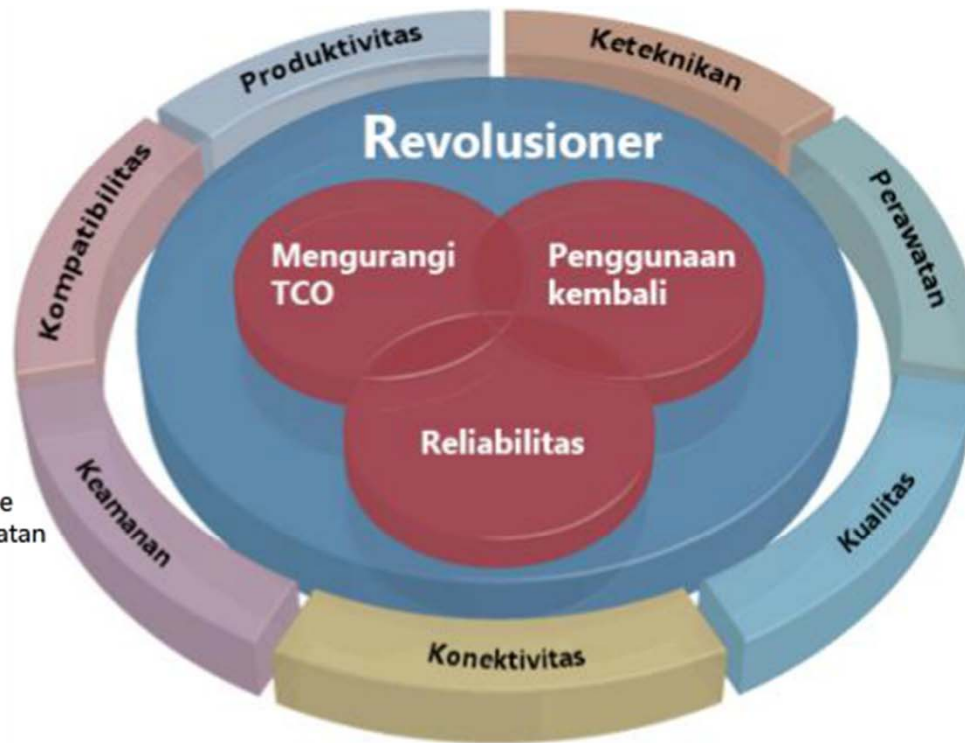 Produktivitas
Keteknikan
Revolusioner
Kompatibilitas
Perawatan
Mengurangi
TCO
Penggunaan
kembali
Reliabilitas
Keamanan
Kualitas
Konektivitas